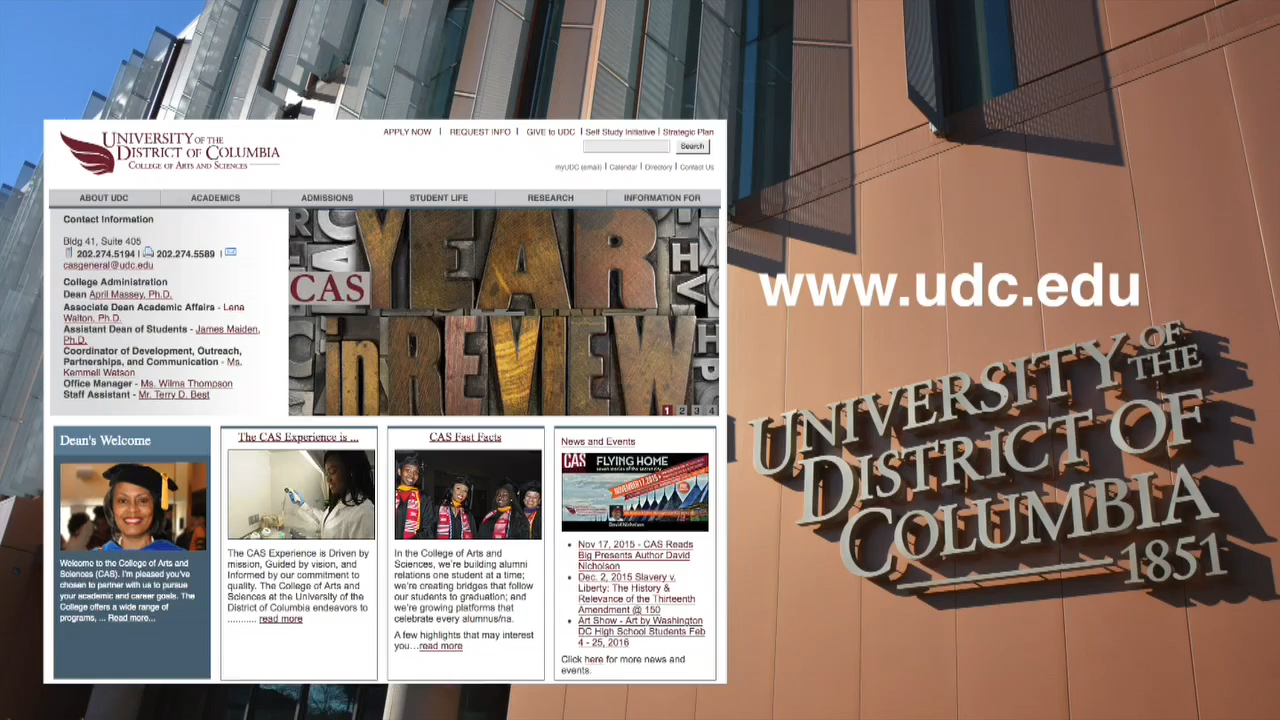 UNIVERSITY OF THE
DISTRICT OF COLUMBIA
COLLEGE OF ARTS AND SCIENCES
APPLY NOW | REQUEST INFO | GIVE to UDC | Self Study Initiative | Strategic Plan
Search
myUDC (email) | Calendar | Directory | Contact Us
ABOUT UDC ACADEMICS ADMISSIONS STUDENT LIFE RESEARCH INFORMATION FOR
Contact Information
Bldg 41, Suite 405
202.274.5194 | 202.274.5589 |
casgeneral@udc.edu
College Administration
Dean April Massey, Ph.D.
Associate Dean Academic Affairs - Lena
Walton, Ph.D.
Assistant Dean of Students - James Maiden,
Ph.D.
Coordinator of Development, Outreach,
Partnerships, and Communication - Ms.
Kemmell Watson
Office Manager - Ms. Wilma Thompson
Staff Assistant - Mr. Terry D. Best
YEAR
CAS
in REVIEW
1 2 3 4
Dean's Welcome
Welcome to the College of Arts and
Sciences (CAS). I'm pleased you've
chosen to partner with us to pursue
your academic and career goals. The
College offers a wide range of
programs, ... Read more...
The CAS Experience is ...
The CAS Experience is Driven by
mission, Guided by vision, and
Informed by our commitment to
quality. The College of Arts and
Sciences at the University of the
District of Columbia endeavors to
........... read more
CAS Fast Facts
In the College of Arts and
Sciences, we're building alumni
relations one student at a time;
we're creating bridges that follow
our students to graduation; and
we're growing platforms that
celebrate every alumnus/na.
A few highlights that may interest
you…read more
News and Events
CAS FLYING HOME
NOVEMBER 17, 2015
David Nicholson
Nov 17, 2015 - CAS Reads
Big Presents Author David
Nicholson
Dec. 2, 2015 Slavery v.
Liberty: The History &
Relevance of the Thirteenth
Amendment @ 150
Art Show - Art by Washington
DC High School Students Feb
4 - 25, 2016
Click here for more news and
events.
www.udc.edu
UNIVERSITY OF THE
DISTRICT OF
COLUMBIA
1851